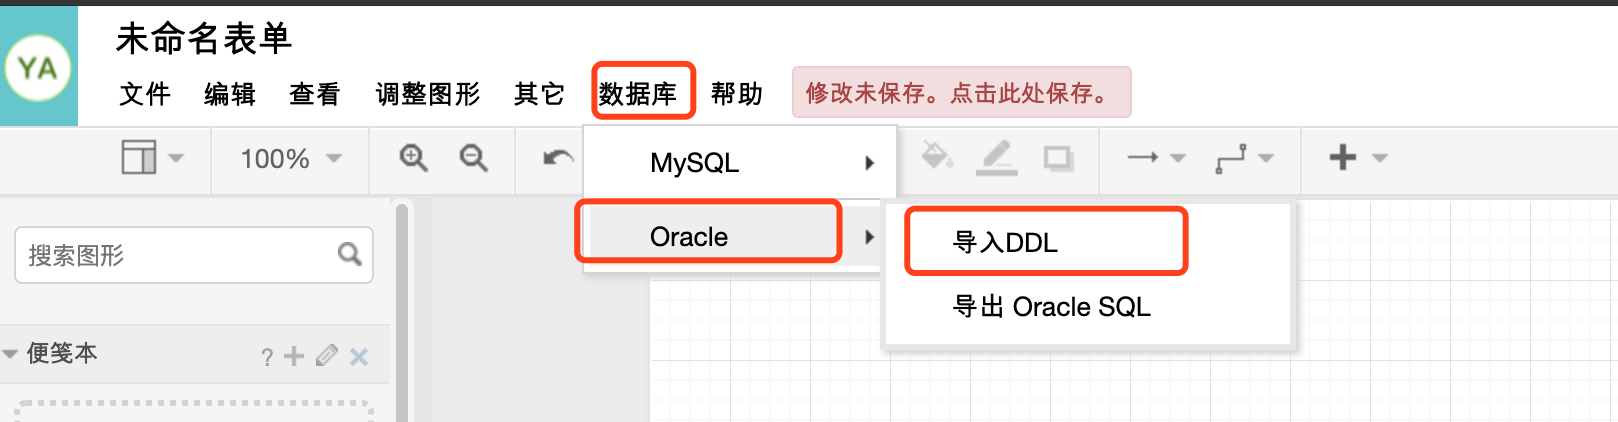 YA
未命名表单
文件 编辑 查看 调整图形 其它 数据库 帮助 修改未保存。点击此处保存。
100%
MySQL
Oracle
导入DDL
导出 Oracle SQL
搜索图形
便笺本 ?